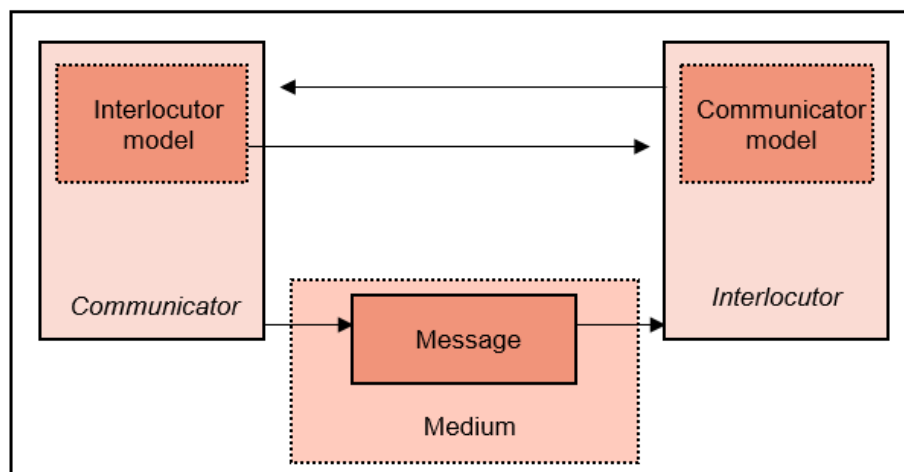 Interlocutor
model
Communicator
model
Communicator
Interlocutor
Message
Medium